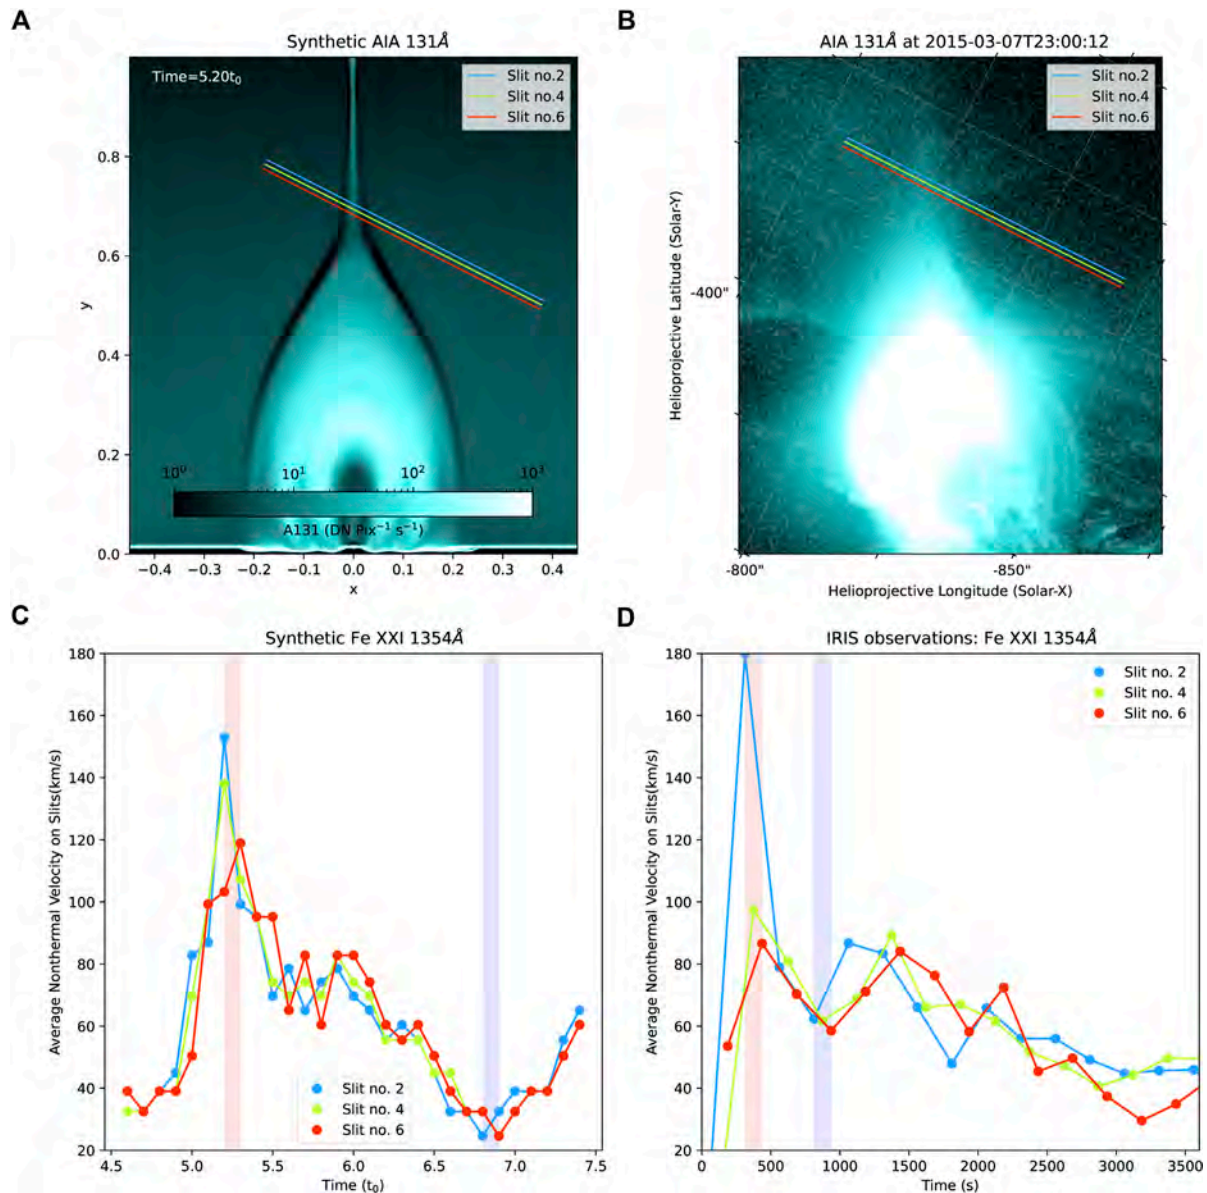 A
Synthetic AIA 131Å
Time=5.20t₀
Slit no.2
Slit no.4
Slit no.6
y
0.8
0.6
0.4
0.2
0.0
10⁰ 10¹ 10² 10³
A131 (DN Pix⁻¹ s⁻¹)
−0.4 −0.3 −0.2 −0.1 0.0 0.1 0.2 0.3 0.4
x
B
AIA 131Å at 2015-03-07T23:00:12
Slit no.2
Slit no.4
Slit no.6
Helioprojective Latitude (Solar-Y)
-400"
-800" -850"
Helioprojective Longitude (Solar-X)
C
Synthetic Fe XXI 1354Å
Average Nonthermal Velocity on Slits(km/s)
180
160
140
120
100
80
60
40
20
Slit no. 2
Slit no. 4
Slit no. 6
4.5 5.0 5.5 6.0 6.5 7.0 7.5
Time (t₀)
D
IRIS observations: Fe XXI 1354Å
Slit no. 2
Slit no. 4
Slit no. 6
Average Nonthermal Velocity on Slits(km/s)
180
160
140
120
100
80
60
40
20
0 500 1000 1500 2000 2500 3000 3500
Time (s)